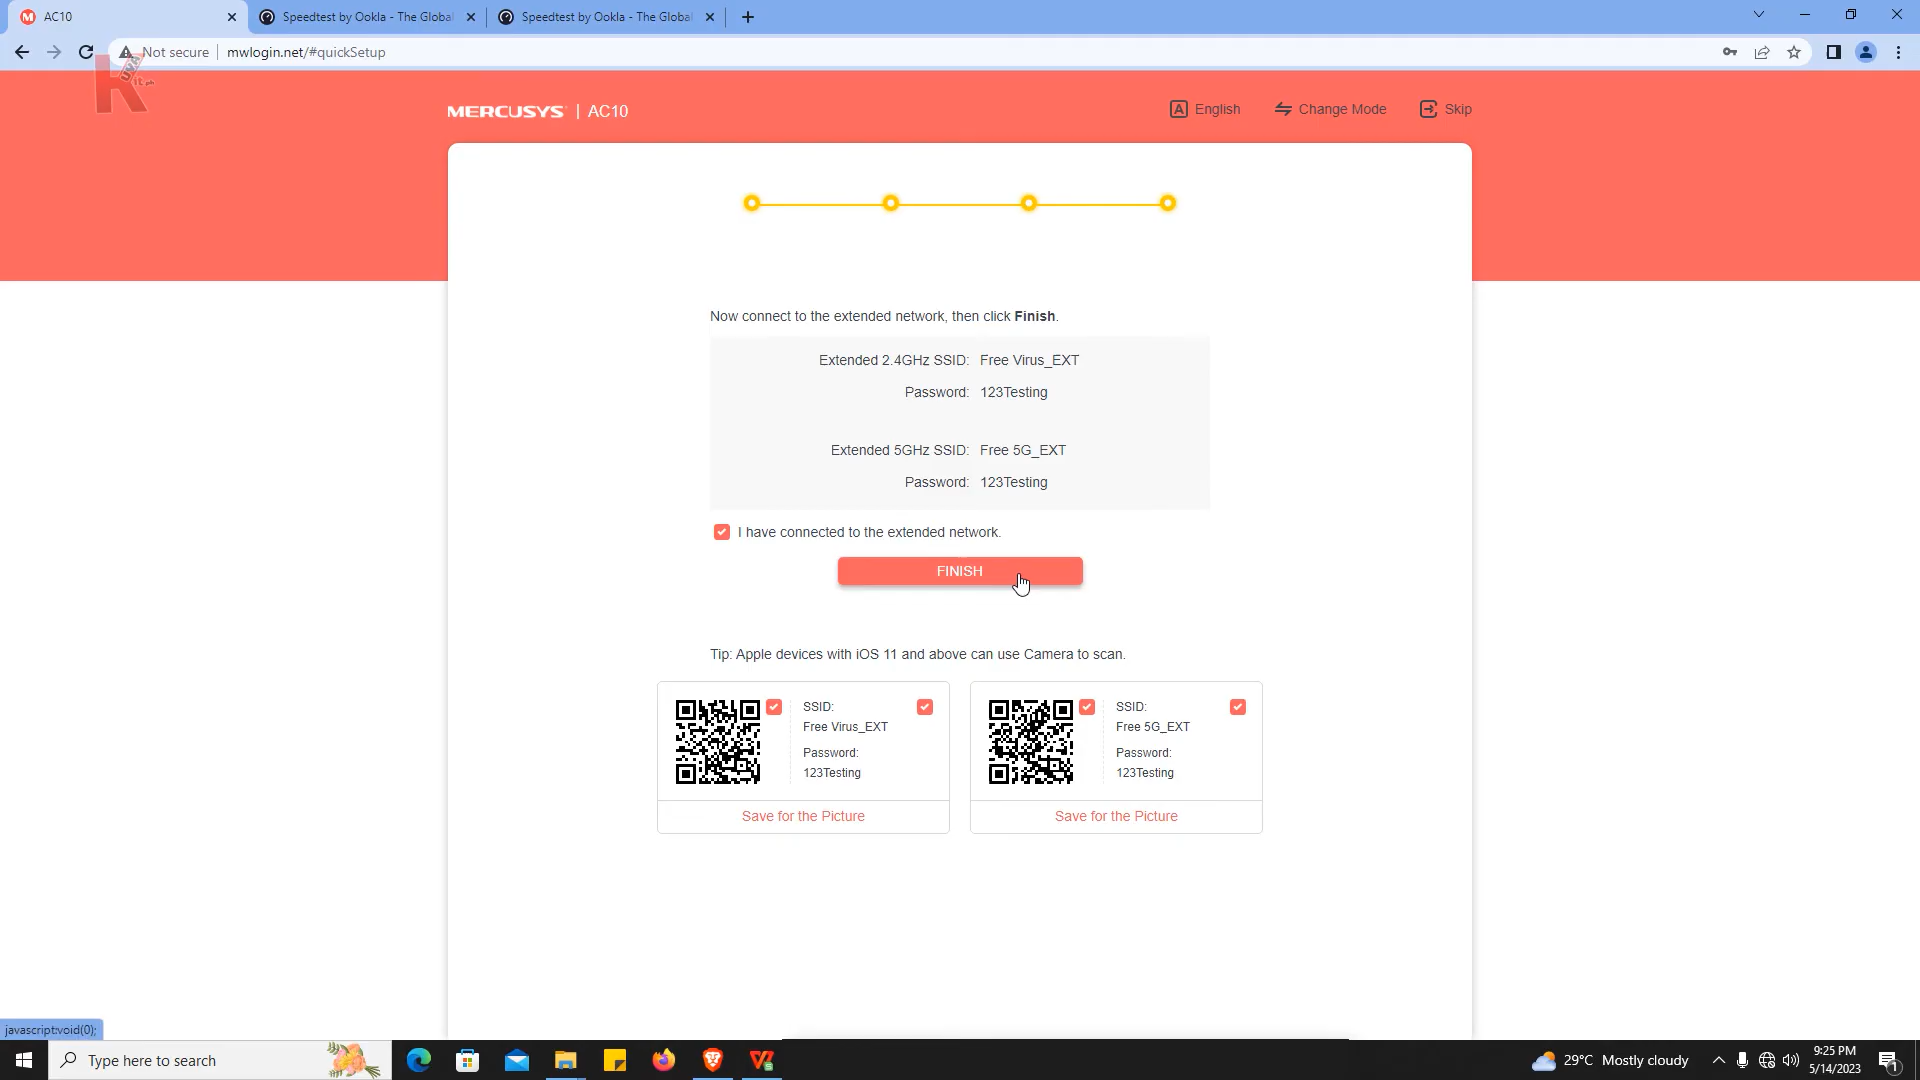 AC10
Speedtest by Ookla - The Global
Speedtest by Ookla - The Global
Not secure
mwlogin.net/#quickSetup
MERCUSYS | AC10
English
Change Mode
Skip
Now connect to the extended network, then click Finish.
Extended 2.4GHz SSID: Free Virus_EXT
Password: 123Testing
Extended 5GHz SSID: Free 5G_EXT
Password: 123Testing
I have connected to the extended network.
FINISH
Tip: Apple devices with iOS 11 and above can use Camera to scan.
SSID:
Free Virus_EXT
Password:
123Testing
Save for the Picture
SSID:
Free 5G_EXT
Password:
123Testing
Save for the Picture
javascript:void(0);
Type here to search
29°C Mostly cloudy
9:25 PM
5/14/2023
1